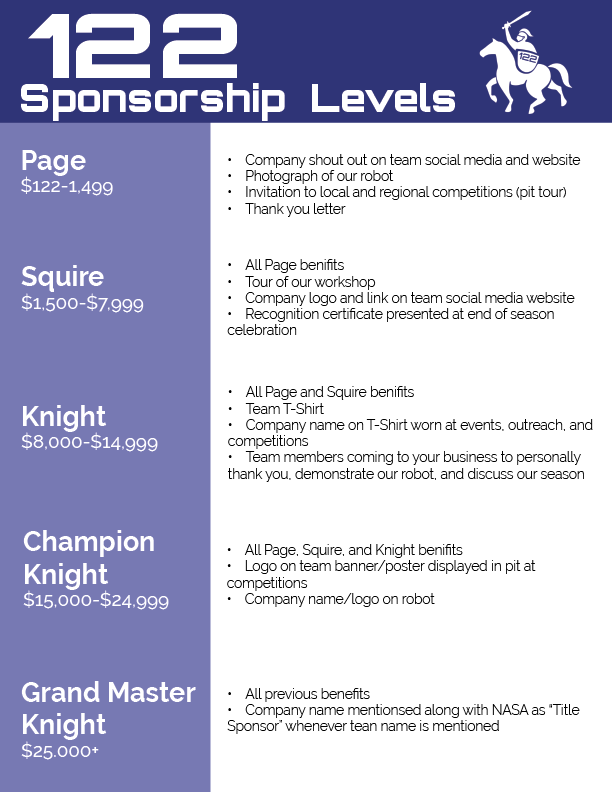 122
Sponsorship Levels
122
Page
$122-1,499
• Company shout out on team social media and website
• Photograph of our robot
• Invitation to local and regional competitions (pit tour)
• Thank you letter
Squire
$1,500-$7,999
• All Page benifits
• Tour of our workshop
• Company logo and link on team social media website
• Recognition certificate presented at end of season
celebration
Knight
$8,000-$14,999
• All Page and Squire benifits
• Team T-Shirt
• Company name on T-Shirt worn at events, outreach, and
competitions
• Team members coming to your business to personally
thank you, demonstrate our robot, and discuss our season
Champion
Knight
$15,000-$24,999
• All Page, Squire, and Knight benifits
• Logo on team banner/poster displayed in pit at
competitions
• Company name/logo on robot
Grand Master
Knight
$25.000+
• All previous benefits
• Company name mentionsed along with NASA as “Title
Sponsor” whenever tean name is mentioned